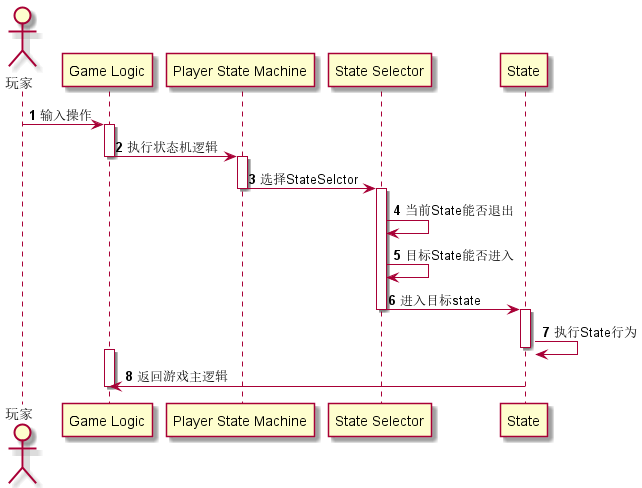 玩家
Game Logic
Player State Machine
State Selector
State
1 输入操作
2 执行状态机逻辑
3 选择StateSelctor
4 当前State能否退出
5 目标State能否进入
6 进入目标state
7 执行State行为
8 返回游戏主逻辑
玩家
Game Logic
Player State Machine
State Selector
State